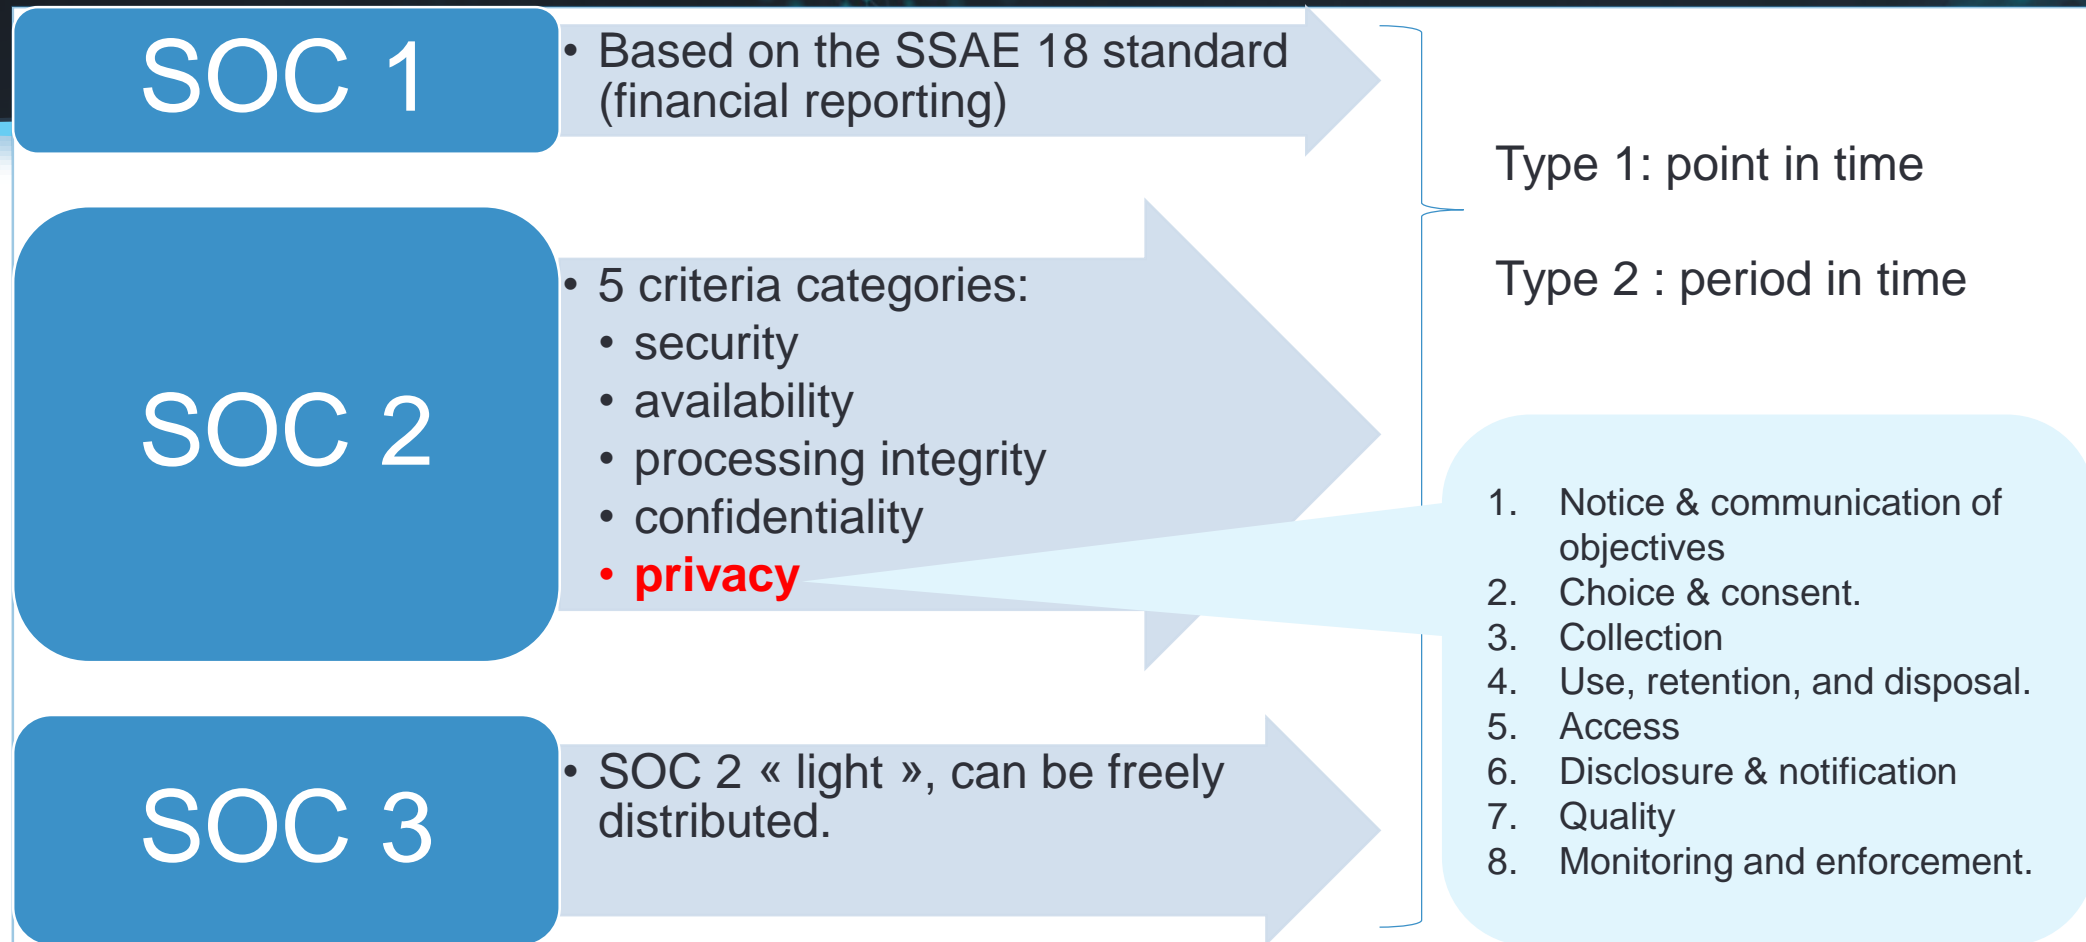 SOC 1
• Based on the SSAE 18 standard
(financial reporting)
SOC 2
• 5 criteria categories:
• security
• availability
• processing integrity
• confidentiality
• privacy
SOC 3
• SOC 2 « light », can be freely
distributed.
Type 1: point in time
Type 2 : period in time
1. Notice & communication of
objectives
2. Choice & consent.
3. Collection
4. Use, retention, and disposal.
5. Access
6. Disclosure & notification
7. Quality
8. Monitoring and enforcement.